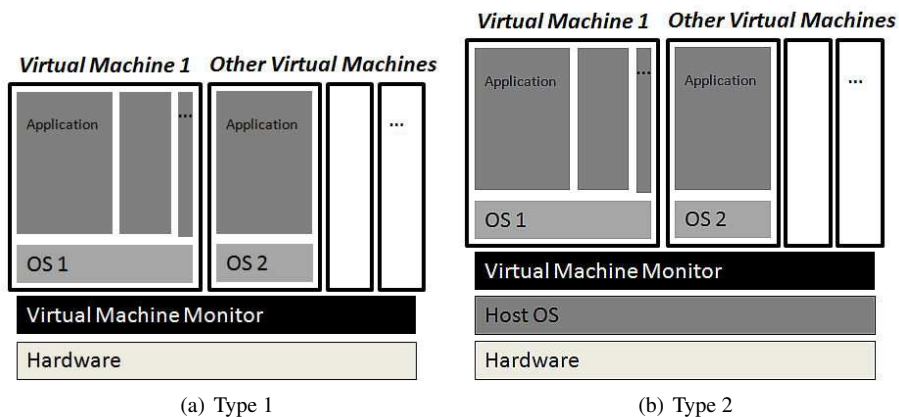 Virtual Machine 1 Other Virtual Machines
Application
...
Application
...
OS 1
OS 2
Virtual Machine Monitor
Hardware
(a) Type 1
Virtual Machine 1 Other Virtual Machines
Application
...
Application
...
OS 1
OS 2
Virtual Machine Monitor
Host OS
Hardware
(b) Type 2